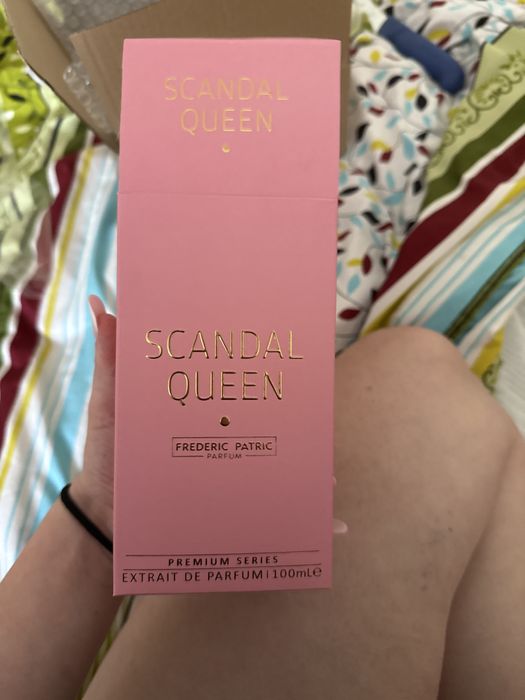 SCANDAL
QUEEN
SCANDAL
QUEEN
FREDERIC PATRIC
PARFUM
PREMIUM SERIES
EXTRAIT DE PARFUM | 100mL℮